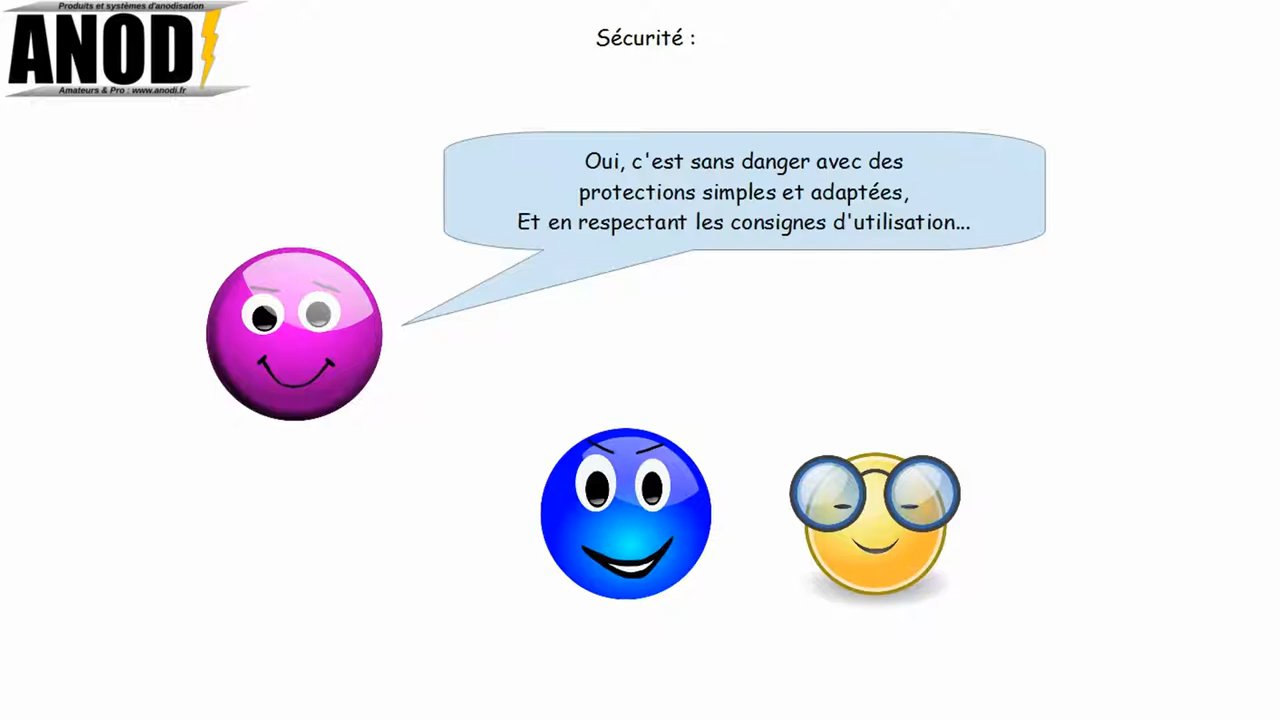 Produits et systèmes d'anodisation
ANODI
Amateurs & Pro : www.anodi.fr
Sécurité :
Oui, c'est sans danger avec des
protections simples et adaptées,
Et en respectant les consignes d'utilisation...